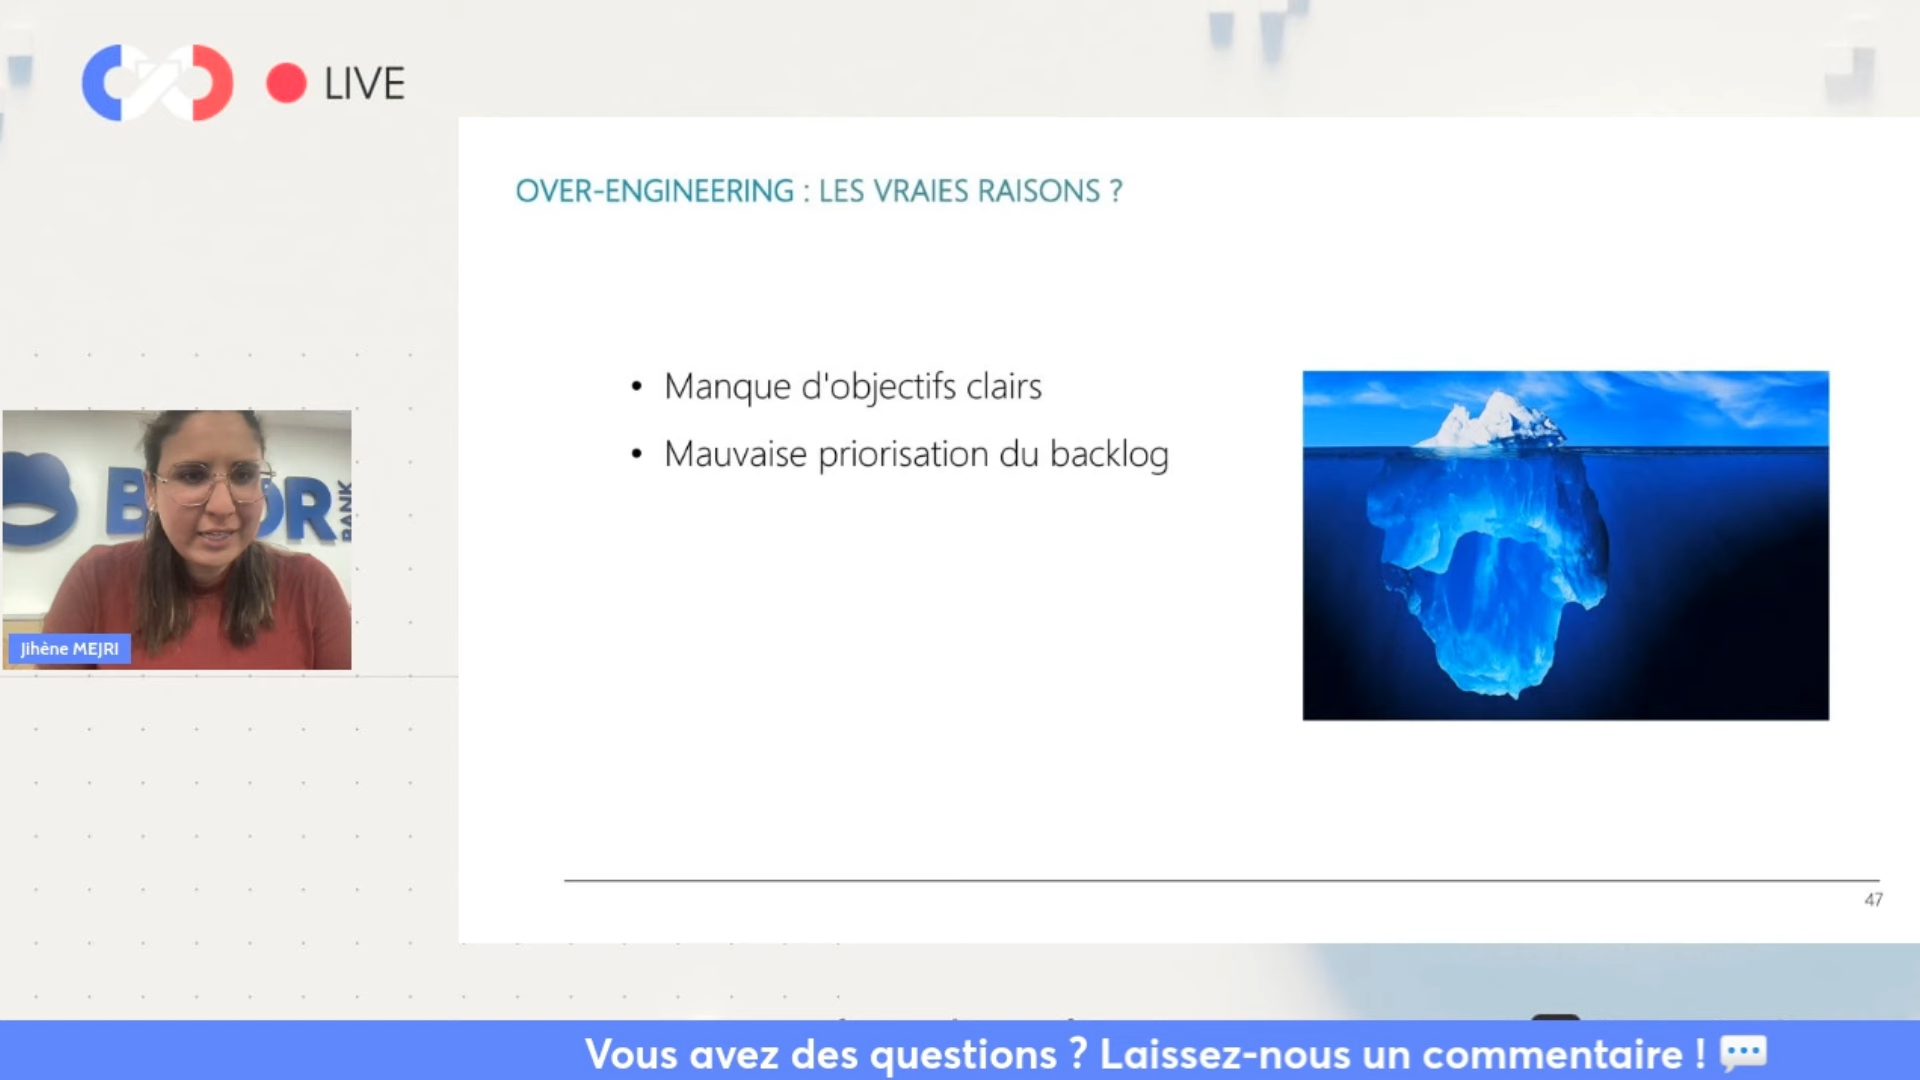 LIVE
OVER-ENGINEERING : LES VRAIES RAISONS ?
• Manque d'objectifs clairs
• Mauvaise priorisation du backlog
BANK
Jihène MEJRI
47
Vous avez des questions ? Laissez-nous un commentaire !